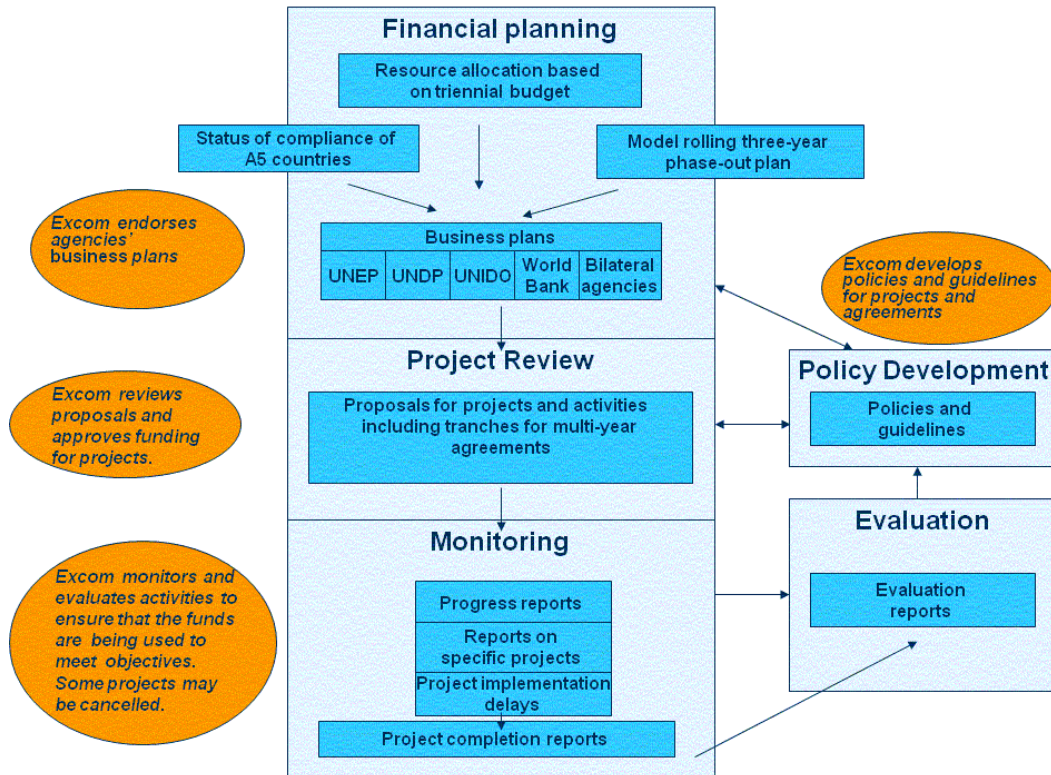 Financial planning
Resource allocation based
on triennial budget
Status of compliance of
A5 countries
Model rolling three-year
phase-out plan
Excom endorses
agencies'
business plans
Business plans
UNEP
UNDP
UNIDO
World
Bank
Bilateral
agencies
Excom develops
policies and guidelines
for projects and
agreements
Project Review
Proposals for projects and activities
including tranches for multi-year
agreements
Excom reviews
proposals and
approves funding
for projects.
Policy Development
Policies and
guidelines
Monitoring
Progress reports
Reports on
specific projects
Project implementation
delays
Project completion reports
Excom monitors and
evaluates activities to
ensure that the funds
are being used to
meet objectives.
Some projects may
be cancelled.
Evaluation
Evaluation
reports